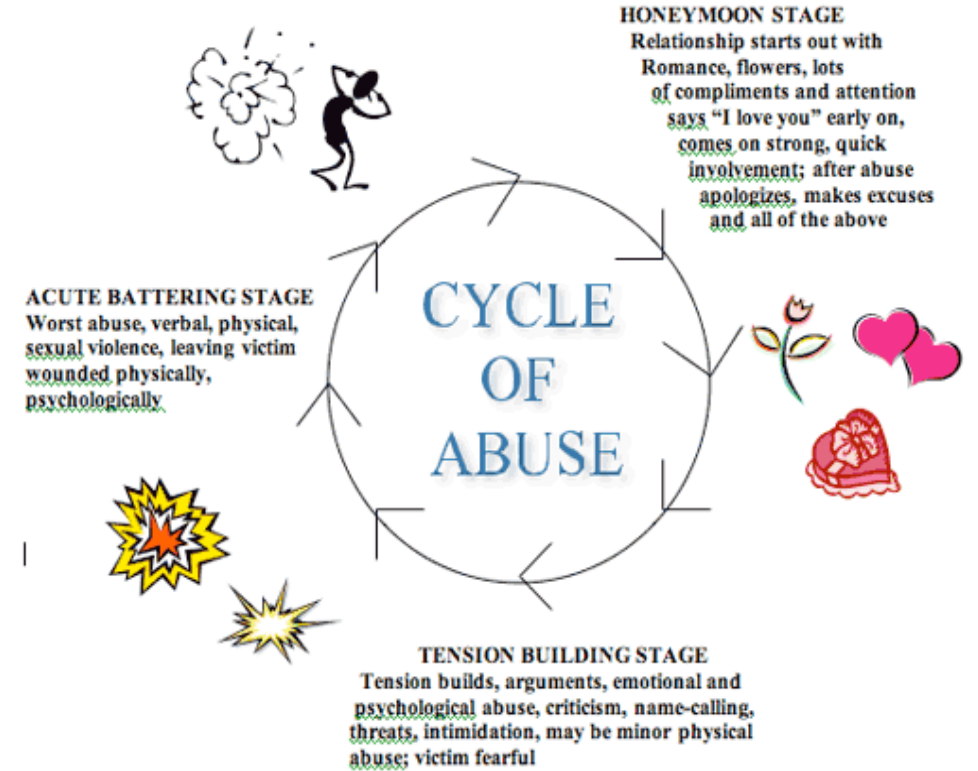 HONEYMOON STAGE
Relationship starts out with
Romance, flowers, lots
of compliments and attention
says “I love you” early on,
comes on strong, quick
involvement; after abuse
apologizes, makes excuses
and all of the above
CYCLE
OF
ABUSE
ACUTE BATTERING STAGE
Worst abuse, verbal, physical,
sexual violence, leaving victim
wounded physically,
psychologically
TENSION BUILDING STAGE
Tension builds, arguments, emotional and
psychological abuse, criticism, name-calling,
threats, intimidation, may be minor physical
abuse; victim fearful